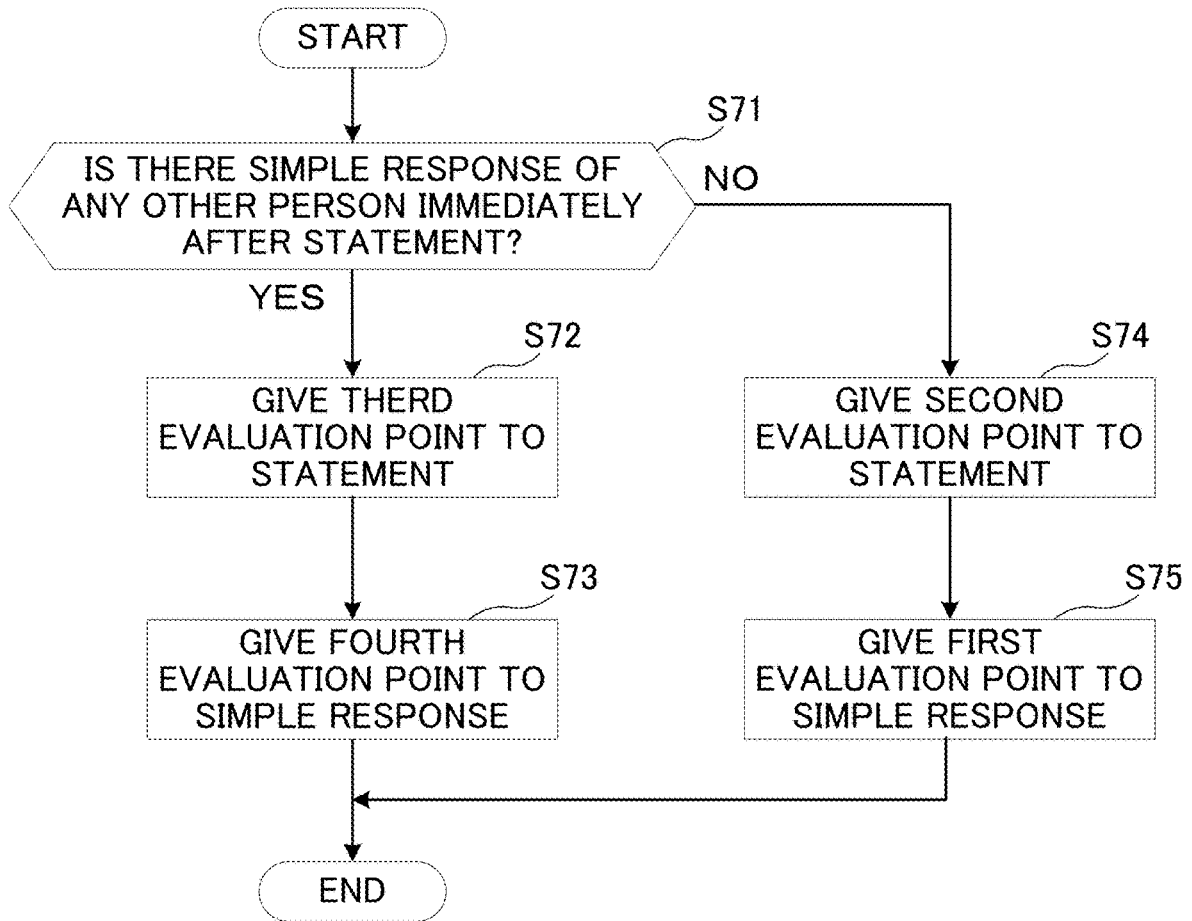 START
S71
IS THERE SIMPLE RESPONSE OF
ANY OTHER PERSON IMMEDIATELY
AFTER STATEMENT?
NO
YES
S72
GIVE THERD
EVALUATION POINT TO
STATEMENT
S74
GIVE SECOND
EVALUATION POINT TO
STATEMENT
S73
GIVE FOURTH
EVALUATION POINT TO
SIMPLE RESPONSE
S75
GIVE FIRST
EVALUATION POINT TO
SIMPLE RESPONSE
END